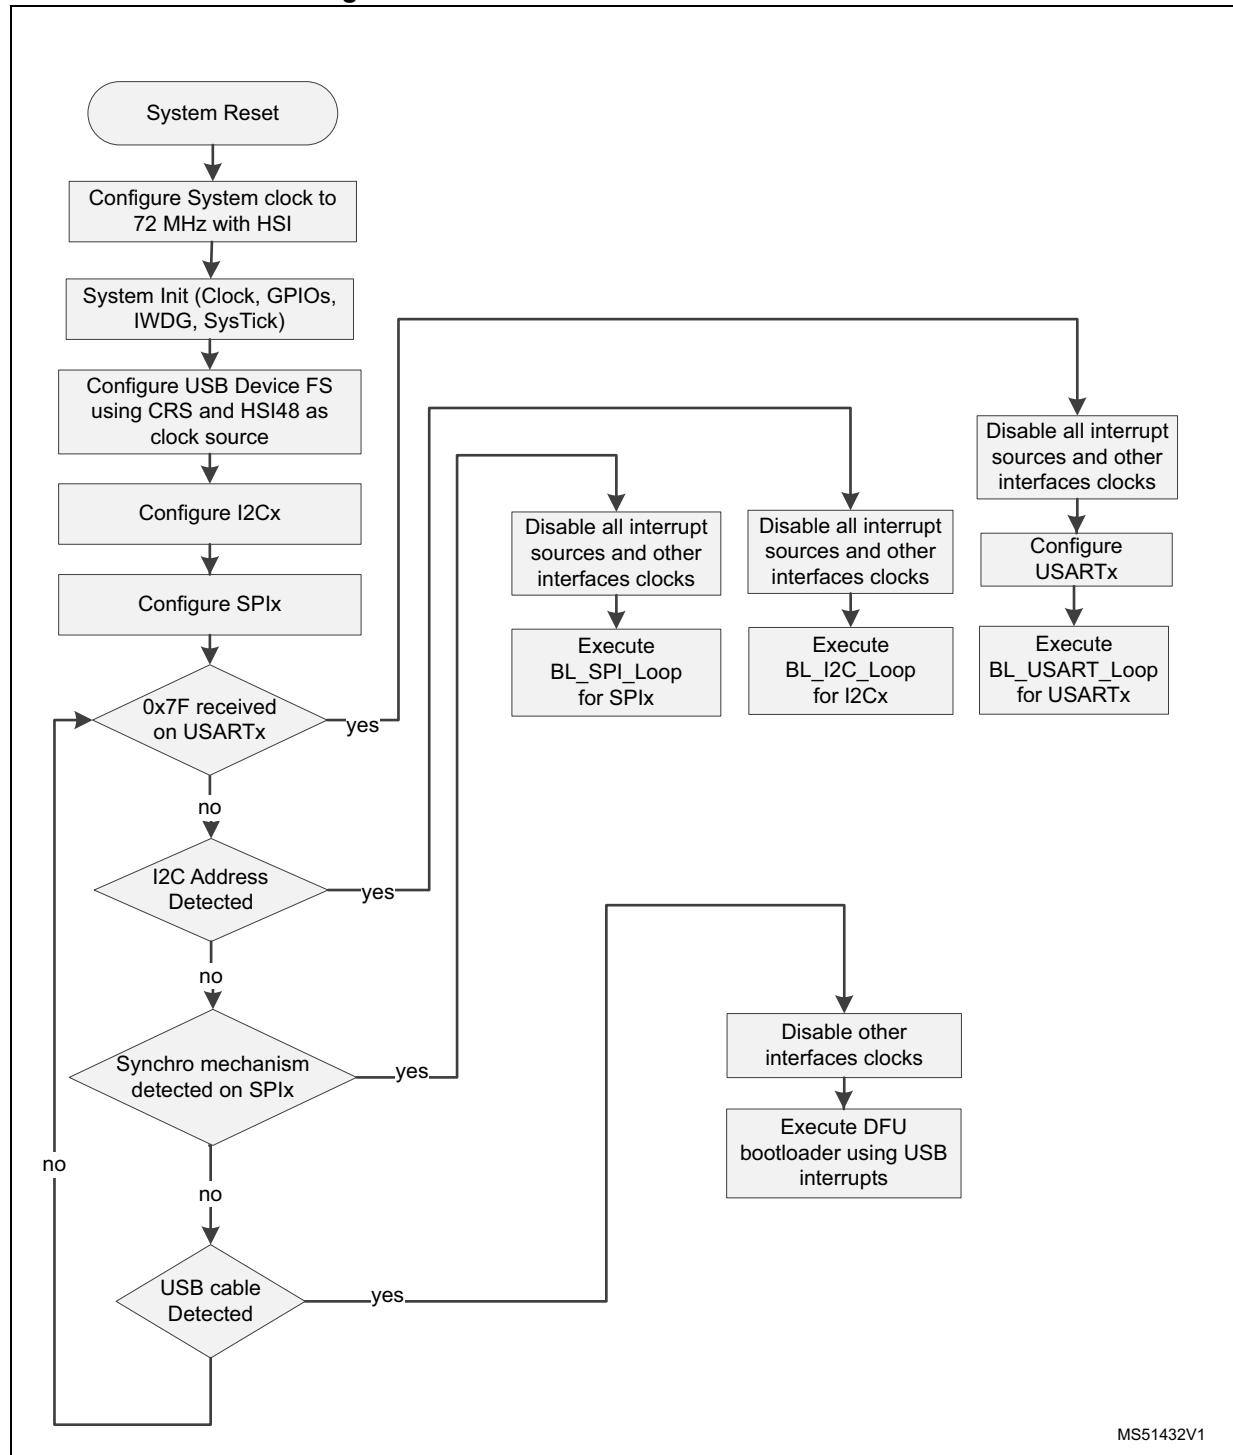 System Reset
Configure System clock to
72 MHz with HSI
System Init (Clock, GPIOs,
IWDG, SysTick)
Configure USB Device FS
using CRS and HSI48 as
clock source
Configure I2Cx
Configure SPIx
0x7F received
on USARTx
yes
no
I2C Address
Detected
yes
no
Synchro mechanism
detected on SPIx
yes
no
no
USB cable
Detected
yes
Disable all interrupt
sources and other
interfaces clocks
Execute
BL_SPI_Loop
for SPIx
Disable all interrupt
sources and other
interfaces clocks
Execute
BL_I2C_Loop
for I2Cx
Disable all interrupt
sources and other
interfaces clocks
Configure
USARTx
Execute
BL_USART_Loop
for USARTx
Disable other
interfaces clocks
Execute DFU
bootloader using USB
interrupts
MS51432V1